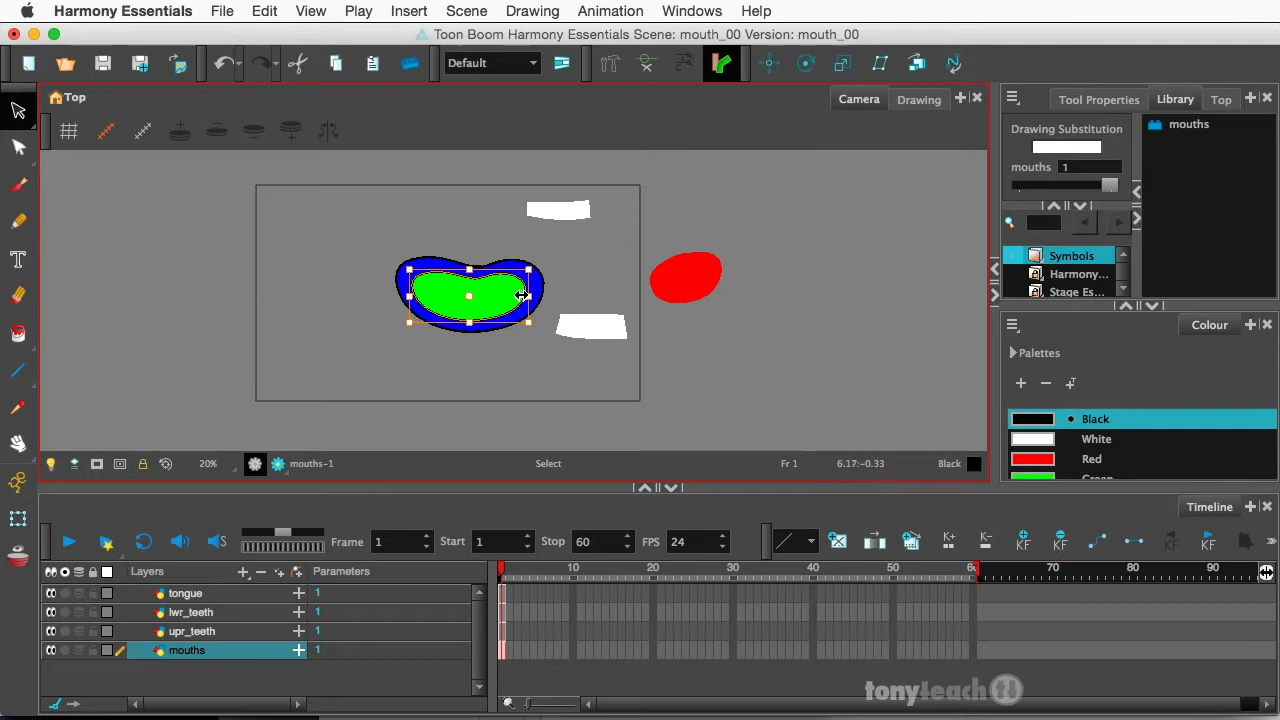 Harmony Essentials File Edit View Play Insert Scene Drawing Animation Windows Help
Toon Boom Harmony Essentials Scene: mouth_00 Version: mouth_00
Default
Top Camera Drawing
Tool Properties Library Top
Drawing Substitution
mouths 1
mouths
Symbols
Harmony...
Stage Es...
Colour
Palettes
Black
White
Red
Green
20% mouths-1 Select Fr 1 6.17:-0.33 Black
Timeline
Frame 1 Start 1 Stop 60 FPS 24
Layers Parameters
10 20 30 40 50 60 70 80 90
tongue 1
lwr_teeth 1
upr_teeth 1
mouths 1
tonyteach